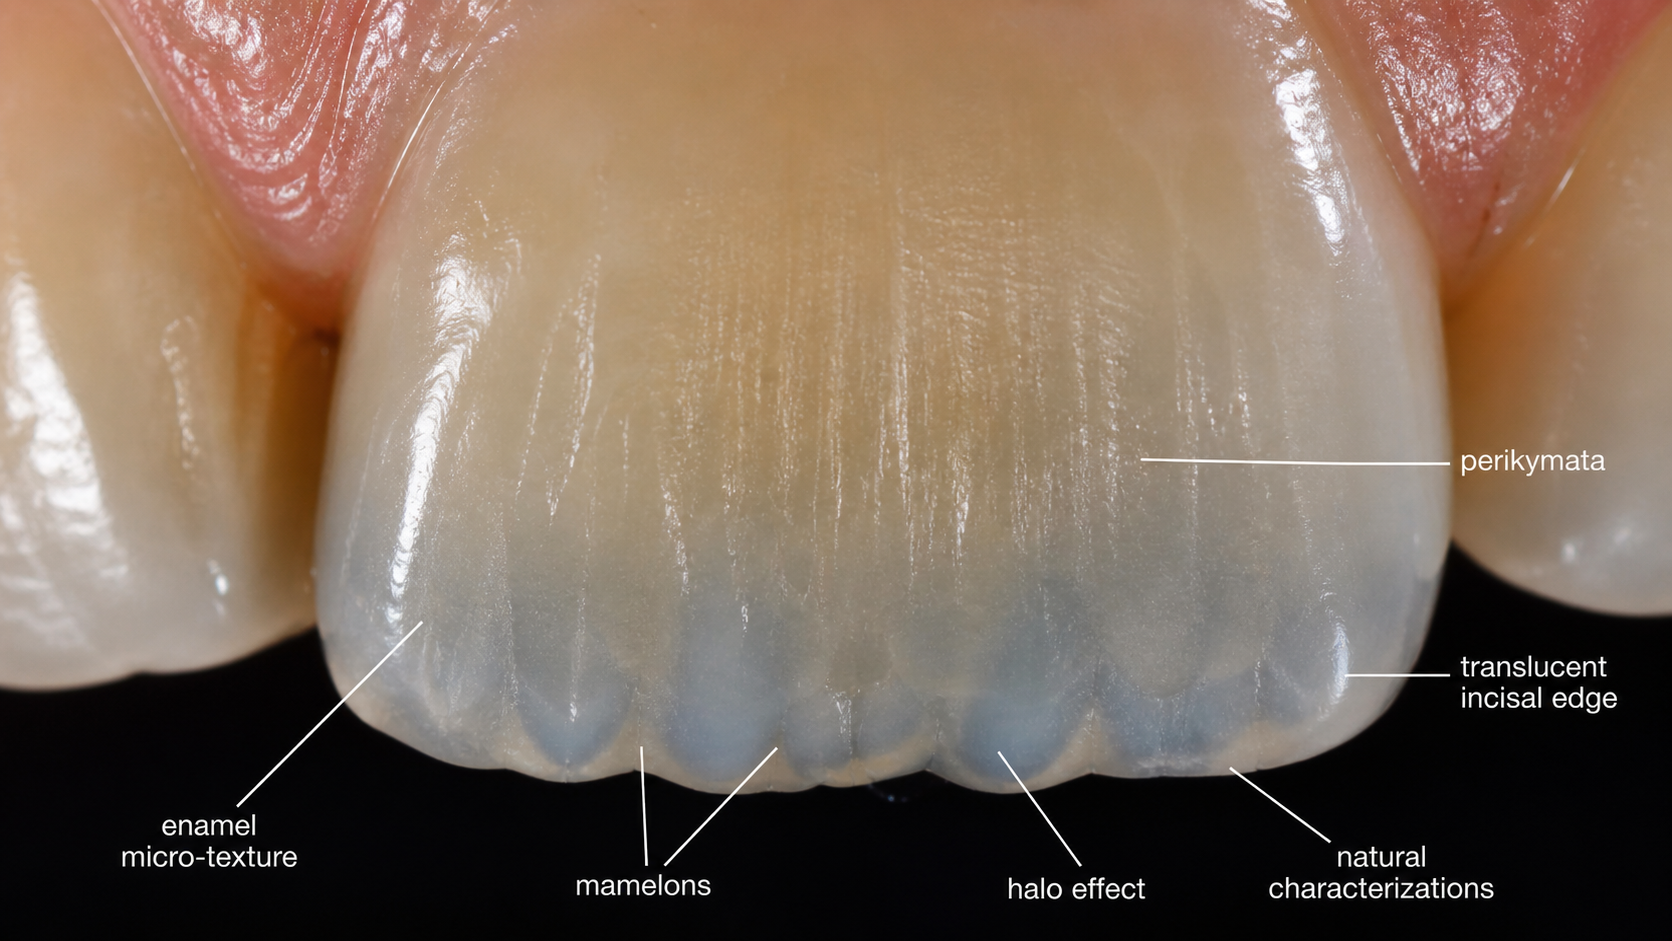 perikymata
translucent
incisal edge
enamel
micro-texture
mamelons
halo effect
natural
characterizations